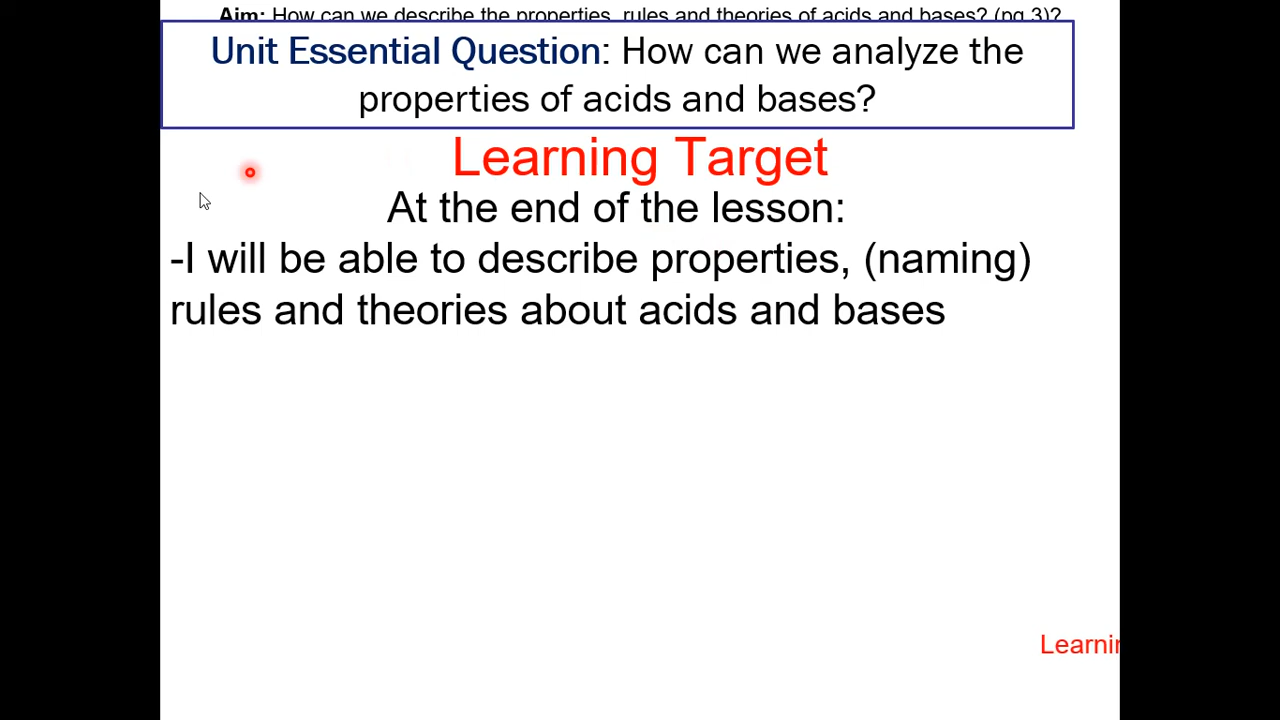 Aim: How can we describe the properties, rules and theories of acids and bases? (pg 3)?
Unit Essential Question: How can we analyze the
properties of acids and bases?
Learning Target
At the end of the lesson:
-I will be able to describe properties, (naming)
rules and theories about acids and bases
Learnin